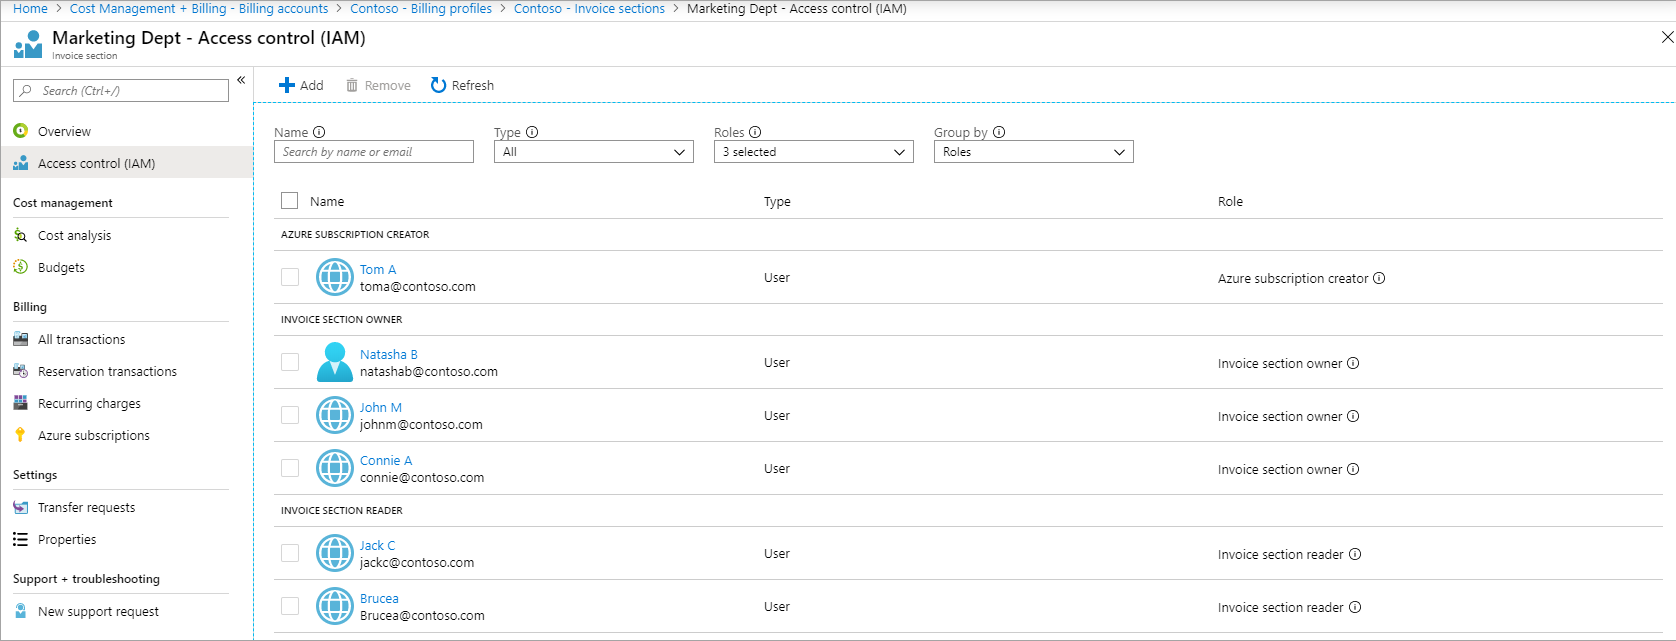 Home > Cost Management + Billing - Billing accounts > Contoso - Billing profiles > Contoso - Invoice sections > Marketing Dept - Access control (IAM)
Marketing Dept - Access control (IAM)
Invoice section
Search (Ctrl+/)
«
Overview
Access control (IAM)
Cost management
Cost analysis
Budgets
Billing
All transactions
Reservation transactions
Recurring charges
Azure subscriptions
Settings
Transfer requests
Properties
Support + troubleshooting
New support request
Add Remove Refresh
Name Type Roles Group by
Search by name or email All 3 selected Roles
Name Type Role
AZURE SUBSCRIPTION CREATOR
Tom A
toma@contoso.com
User
Azure subscription creator
INVOICE SECTION OWNER
Natasha B
natashab@contoso.com
User
Invoice section owner
John M
johnm@contoso.com
User
Invoice section owner
Connie A
connie@contoso.com
User
Invoice section owner
INVOICE SECTION READER
Jack C
jackc@contoso.com
User
Invoice section reader
Brucea
Brucea@contoso.com
User
Invoice section reader